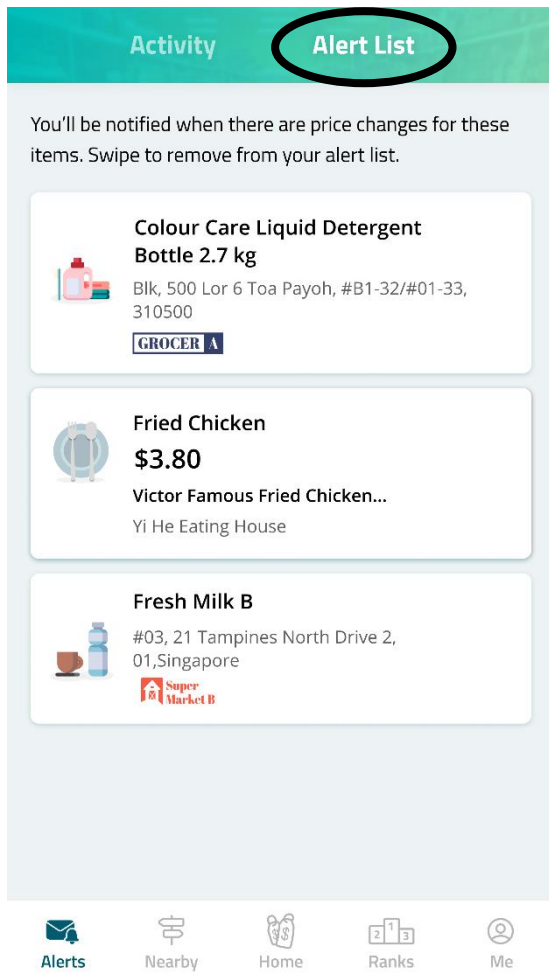 Activity
Alert List
You'll be notified when there are price changes for these
items. Swipe to remove from your alert list.
Colour Care Liquid Detergent
Bottle 2.7 kg
Blk, 500 Lor 6 Toa Payoh, #B1-32/#01-33,
310500
GROCER A
Fried Chicken
$3.80
Victor Famous Fried Chicken...
Yi He Eating House
Fresh Milk B
#03, 21 Tampines North Drive 2,
01,Singapore
Super
Market B
$ $
2 1 3
Alerts
Nearby
Home
Ranks
Me